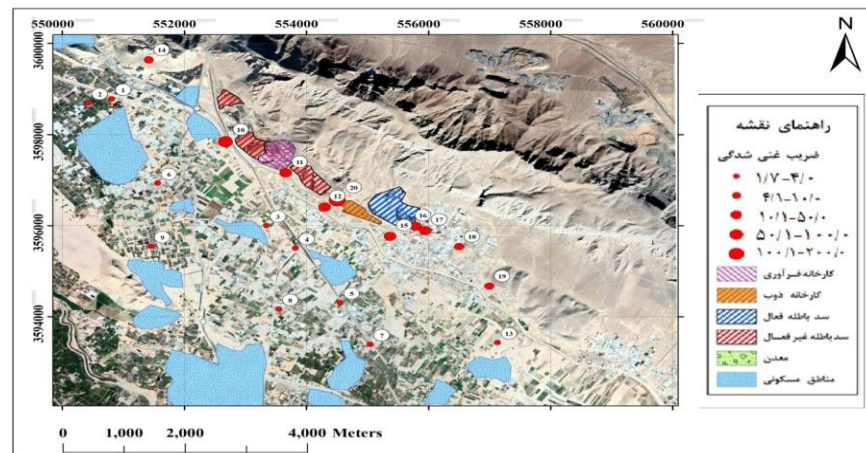 550000 552000 554000 556000 558000 560000
N
3600000
3598000
3596000
3594000
14
2
1
10
11
6
20
12
3
16
17
15
9
4
18
19
5
8
7
13
راهنمای نقشه
ضریب غنی شدگی
۱/۷-۴/۰
۴/۱-۱۰/۰
۱۰/۱-۵۰/۰
۵۰/۱-۱۰۰/۰
۱۰۰/۱-۲۰۰/۰
کارخانه فرآوری
کارخانه ذوب
سد باطله فعال
سد باطله غیر فعال
معدن
مناطق مسکونی
0 1,000 2,000 4,000 Meters